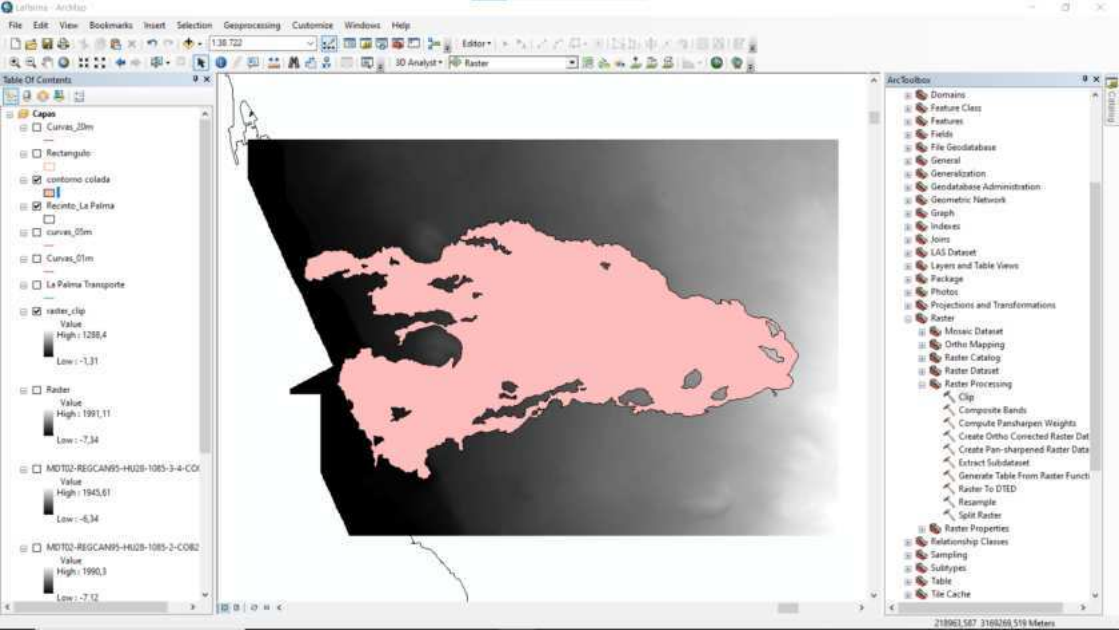 LaPalma - ArcMap
File Edit View Bookmarks Insert Selection Geoprocessing Customize Windows Help
1:38.722
Editor
3D Analyst
Raster
Table Of Contents
Capas
Curvas_20m
Rectangulo
contorno colada
Recinto_La Palma
curvas_05m
Curvas_01m
La Palma Transporte
raster_clip
Value
High : 1288,4
Low : -1,31
Raster
Value
High : 1991,11
Low : -7,34
MDT02-REGCAN95-HU28-1085-3-4-CO
Value
High : 1945,61
Low : -6,34
MDT02-REGCAN95-HU28-1085-2-COB2
Value
High : 1990,3
Low : -7,12
ArcToolbox
Domains
Feature Class
Features
Fields
File Geodatabase
General
Generalization
Geodatabase Administration
Geometric Network
Graph
Indexes
Joins
LAS Dataset
Layers and Table Views
Package
Photos
Projections and Transformations
Raster
Mosaic Dataset
Ortho Mapping
Raster Catalog
Raster Dataset
Raster Processing
Clip
Composite Bands
Compute Pansharpen Weights
Create Ortho Corrected Raster Dat
Create Pan-sharpened Raster Data
Extract Subdataset
Generate Table From Raster Functi
Raster To DTED
Resample
Split Raster
Raster Properties
Relationship Classes
Sampling
Subtypes
Table
Tile Cache
Catalog
218963,587 3169269,519 Meters